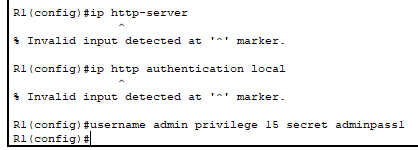 R1(config)#ip http-server
^
% Invalid input detected at '^' marker.
R1(config)#ip http authentication local
^
% Invalid input detected at '^' marker.
R1(config)#username admin privilege 15 secret adminpass1
R1(config)#